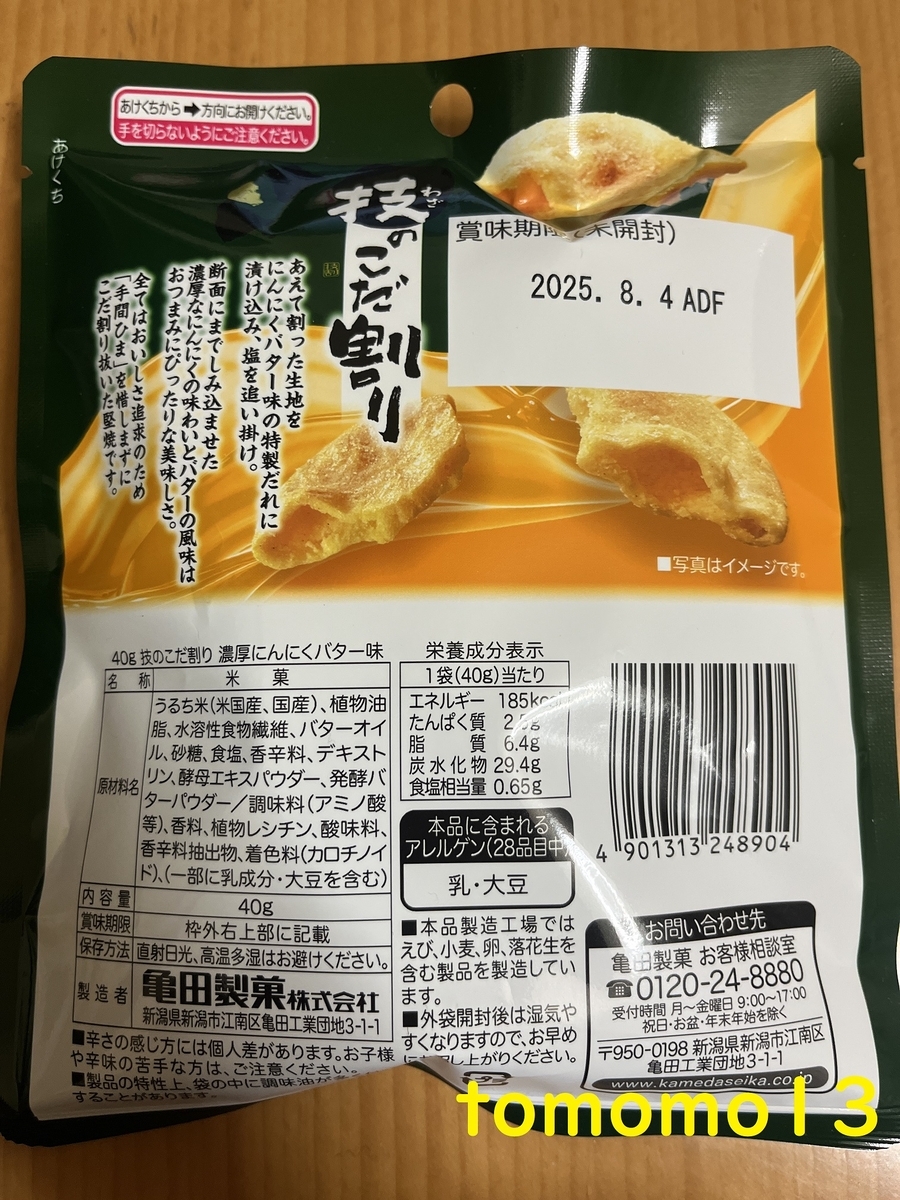 あけくちから➡方向にお開けください。
手を切らないようにご注意ください。
あけくち
技のこだ割り
わざ
賞味期限(未開封)
2025. 8. 4 ADF
あえて割った生地を
にんにくバター味の特製だれに
漬け込み、塩を追い掛け。
断面にまでしみ込ませた
濃厚なにんにくの味わいとバターの風味は
おつまみにぴったりな美味しさ。
全てはおいしさ追求のため
「手間ひま」を惜しまずに
こだ割り抜いた堅焼です。
■写真はイメージです。
40g 技のこだ割り 濃厚にんにくバター味
名 称 米 菓
原材料名
うるち米(米国産、国産)、植物油
脂、水溶性食物繊維、バターオイ
ル、砂糖、食塩、香辛料、デキスト
リン、酵母エキスパウダー、発酵バ
ターパウダー／調味料(アミノ酸
等)、香料、植物レシチン、酸味料、
香辛料抽出物、着色料(カロチノイ
ド)、(一部に乳成分・大豆を含む)
内容量 40g
賞味期限 枠外右上部に記載
保存方法 直射日光、高温多湿はお避けください。
製造者 亀田製菓株式会社
新潟県新潟市江南区亀田工業団地3-1-1
■辛さの感じ方には個人差があります。お子様
や辛味の苦手な方は、ご注意ください。
■製品の特性上、袋の中に調味油が
することがあります。
栄養成分表示
1袋(40g)当たり
エネルギー 185kcal
たんぱく質
脂 質 6.4g
炭水化物 29.4g
食塩相当量 0.65g
本品に含まれる
アレルゲン(28品目中)
乳・大豆
■本品製造工場では
えび、小麦、卵、落花生を
含む製品を製造してい
ます。
■外袋開封後は湿気や
すくなりますので、お早め
にお召し上がりください。
4 901313 248904
お問い合わせ先
亀田製菓 お客様相談室
☎0120-24-8880
受付時間 月〜金曜日 9:00〜17:00
祝日・お盆・年末年始を除く
〒950-0198 新潟県新潟市江南区
亀田工業団地3-1-1
www.kamedaseika.co.jp
tomomo13